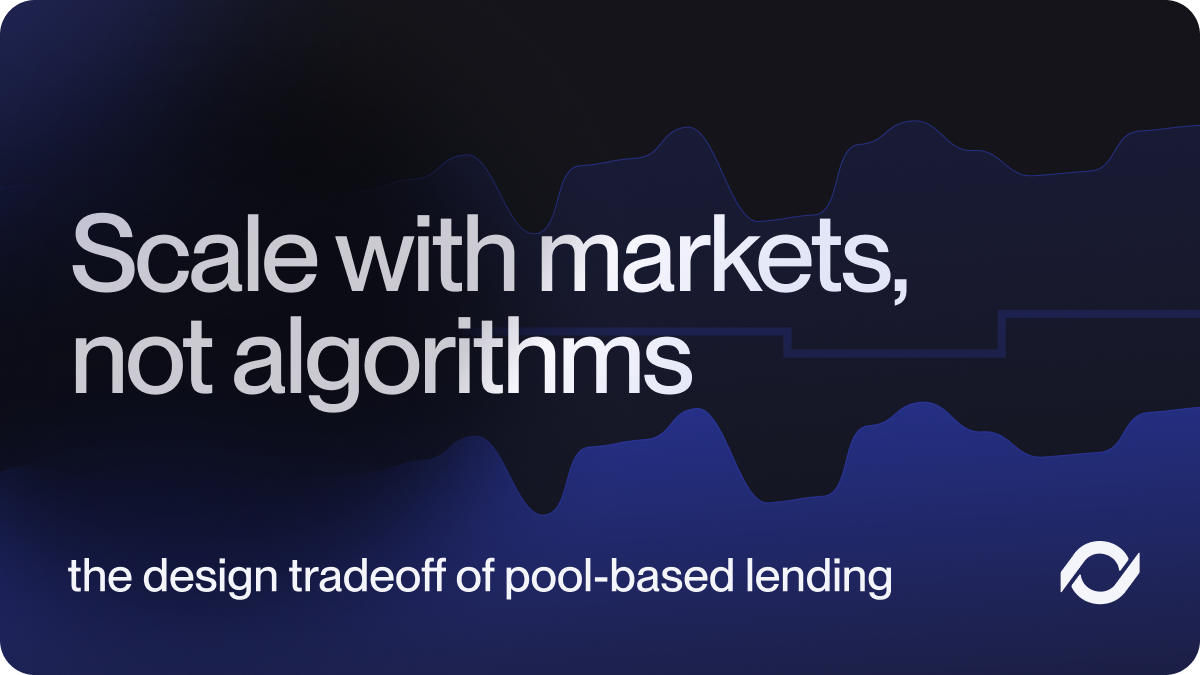 Scale with markets,
not algorithms
the design tradeoff of pool-based lending